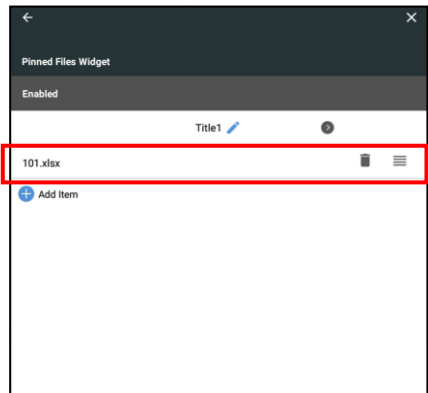 Pinned Files Widget
Enabled
Title1
101.xlsx
Add Item